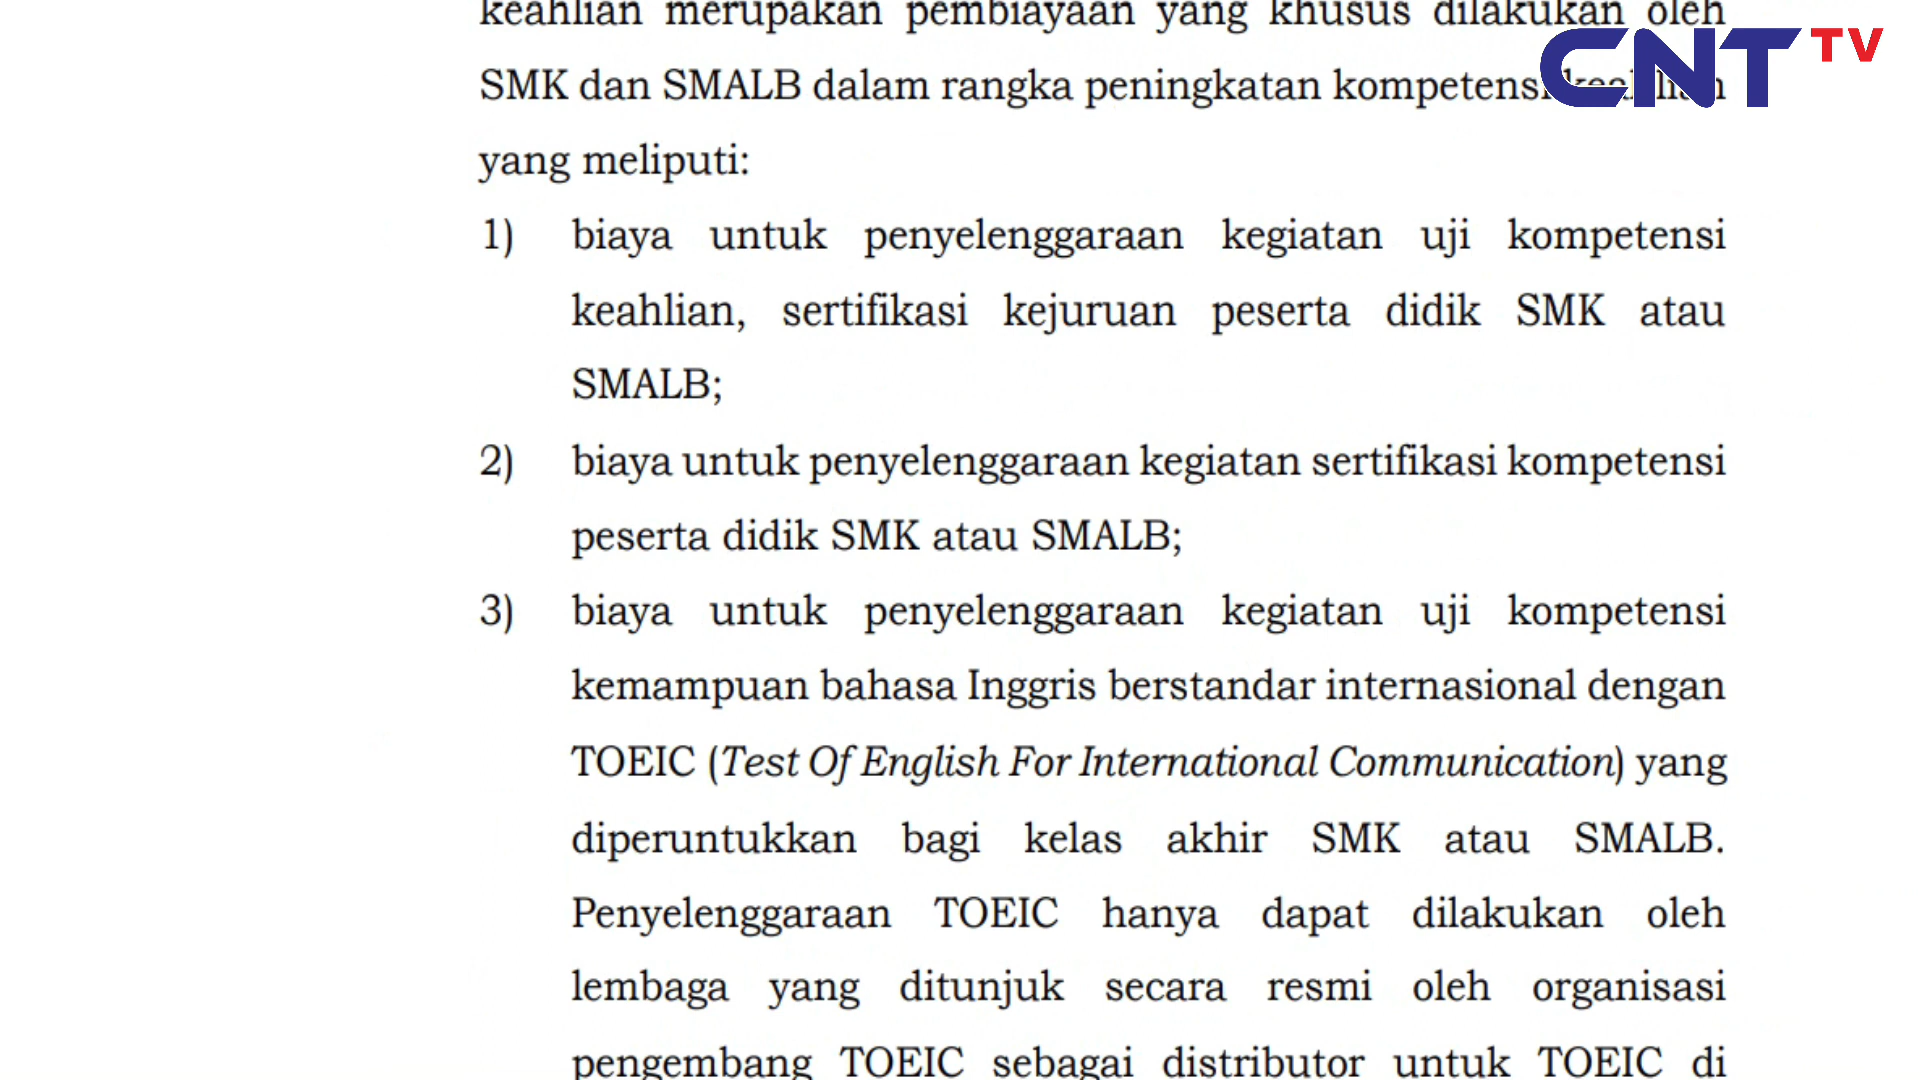 keahlian merupakan pembiayaan yang khusus dilakukan oleh
CNT TV
SMK dan SMALB dalam rangka peningkatan kompetensi keahlian
yang meliputi:
1) biaya untuk penyelenggaraan kegiatan uji kompetensi
keahlian, sertifikasi kejuruan peserta didik SMK atau
SMALB;
2) biaya untuk penyelenggaraan kegiatan sertifikasi kompetensi
peserta didik SMK atau SMALB;
3) biaya untuk penyelenggaraan kegiatan uji kompetensi
kemampuan bahasa Inggris berstandar internasional dengan
TOEIC (Test Of English For International Communication) yang
diperuntukkan bagi kelas akhir SMK atau SMALB.
Penyelenggaraan TOEIC hanya dapat dilakukan oleh
lembaga yang ditunjuk secara resmi oleh organisasi
pengembang TOEIC sebagai distributor untuk TOEIC di